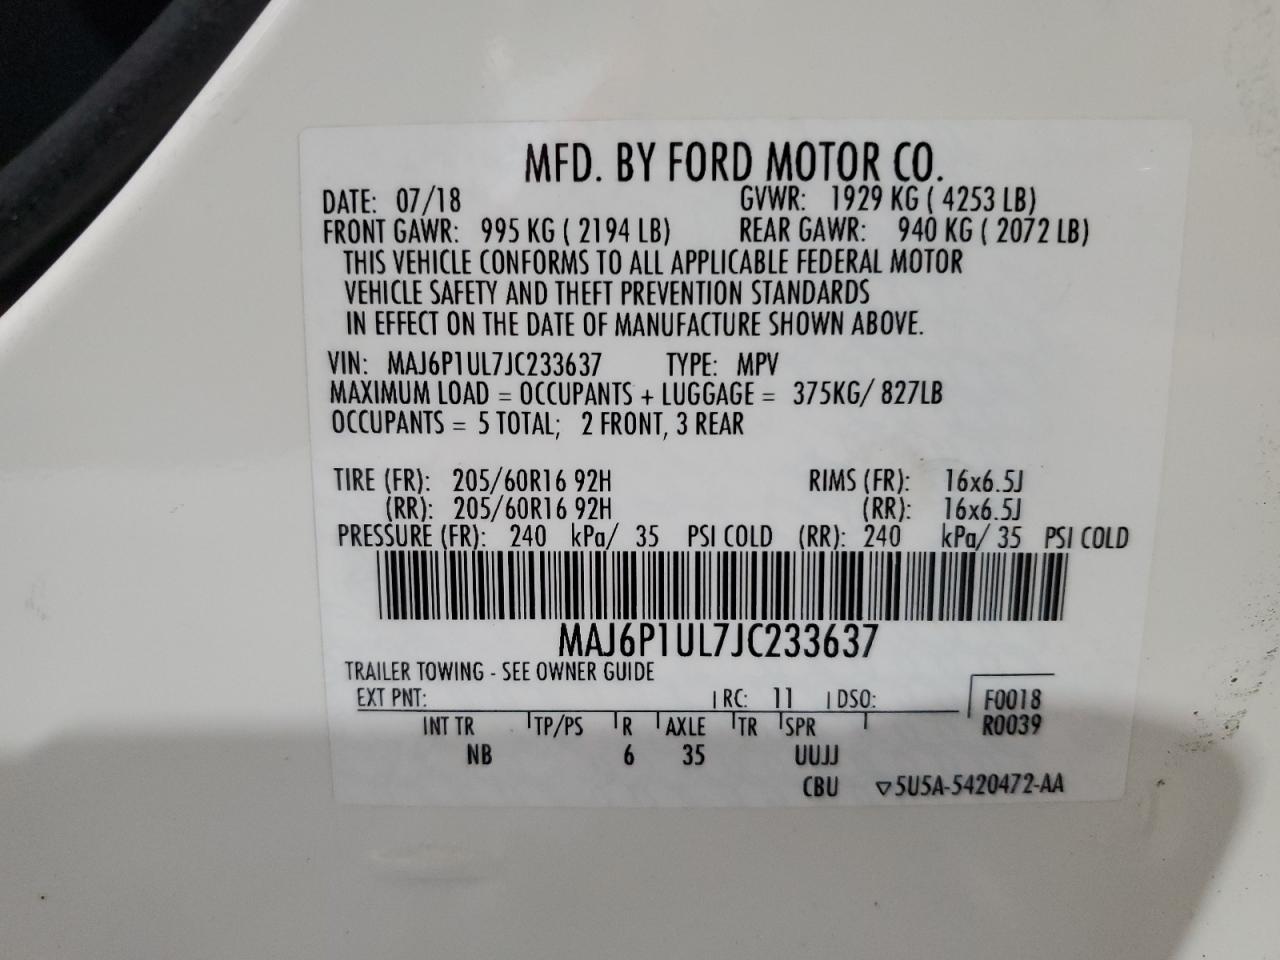 MFD. BY FORD MOTOR CO.
DATE: 07/18 GVWR: 1929 KG ( 4253 LB)
FRONT GAWR: 995 KG ( 2194 LB) REAR GAWR: 940 KG ( 2072 LB)
THIS VEHICLE CONFORMS TO ALL APPLICABLE FEDERAL MOTOR
VEHICLE SAFETY AND THEFT PREVENTION STANDARDS
IN EFFECT ON THE DATE OF MANUFACTURE SHOWN ABOVE.
VIN: MAJ6P1UL7JC233637 TYPE: MPV
MAXIMUM LOAD = OCCUPANTS + LUGGAGE = 375KG/ 827LB
OCCUPANTS = 5 TOTAL; 2 FRONT, 3 REAR
TIRE (FR): 205/60R16 92H RIMS (FR): 16x6.5J
(RR): 205/60R16 92H (RR): 16x6.5J
PRESSURE (FR): 240 kPa/ 35 PSI COLD (RR): 240 kPa/ 35 PSI COLD
MAJ6P1UL7JC233637
TRAILER TOWING - SEE OWNER GUIDE
EXT PNT: RC: 11 DSO: F0018
INT TR TP/PS R AXLE TR SPR R0039
NB 6 35 UUJJ
CBU ▽5U5A-5420472-AA